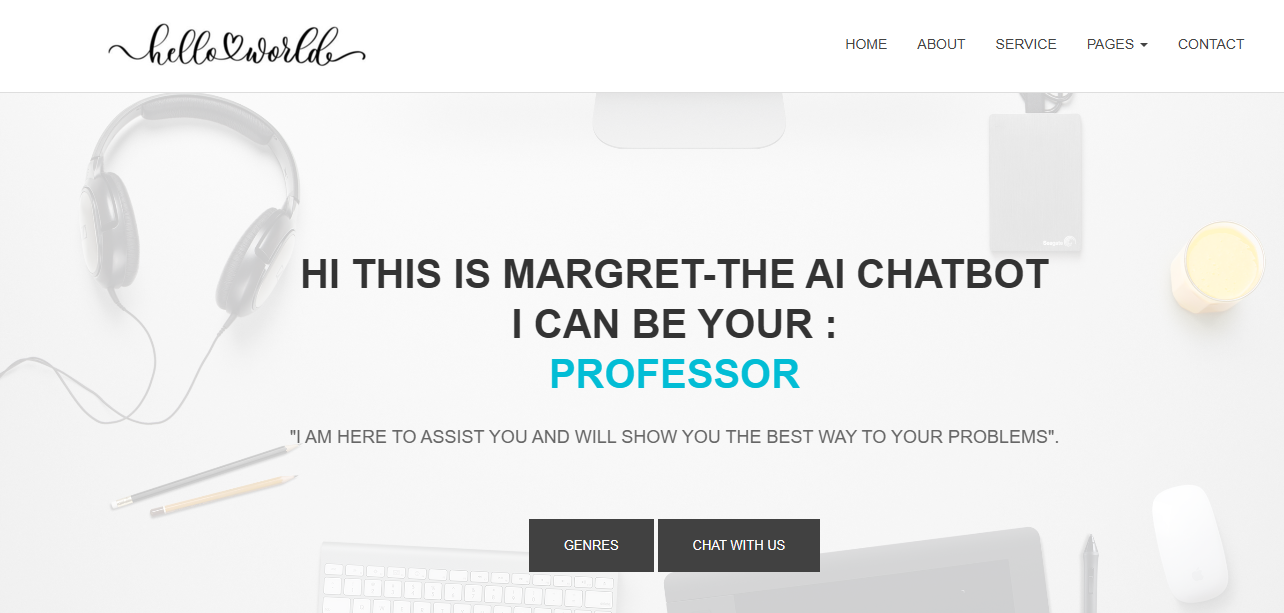 hello world
HOME ABOUT SERVICE PAGES CONTACT
Seagate
HI THIS IS MARGRET-THE AI CHATBOT
I CAN BE YOUR :
PROFESSOR
"I AM HERE TO ASSIST YOU AND WILL SHOW YOU THE BEST WAY TO YOUR PROBLEMS".
GENRES CHAT WITH US